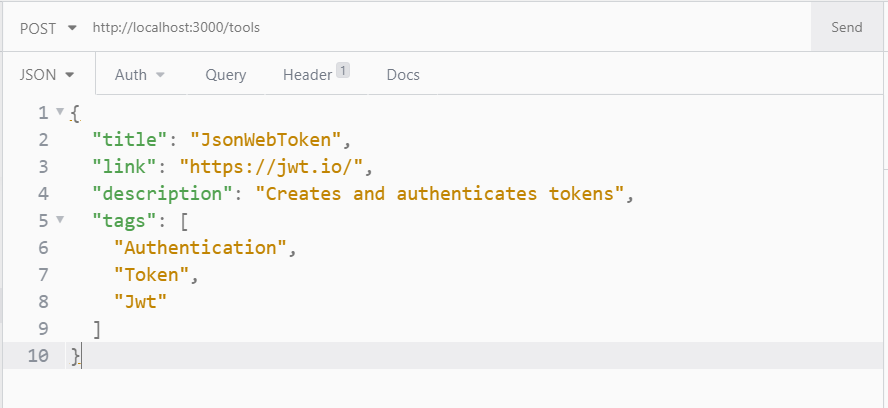 POST http://localhost:3000/tools Send
JSON Auth Query Header 1 Docs
1 {
2 "title": "JsonWebToken",
3 "link": "https://jwt.io/",
4 "description": "Creates and authenticates tokens",
5 "tags": [
6 "Authentication",
7 "Token",
8 "Jwt"
9 ]
10 }